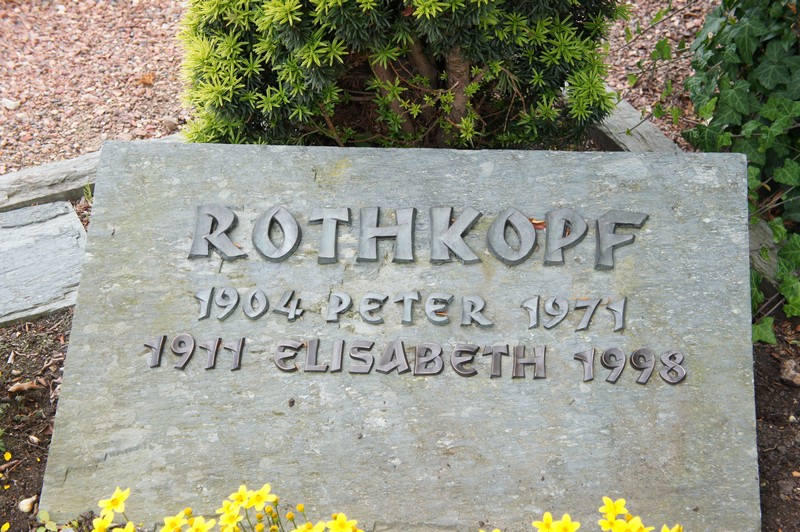 ROTHKOPF
1904 PETER 1971
1911 ELISABETH 1998